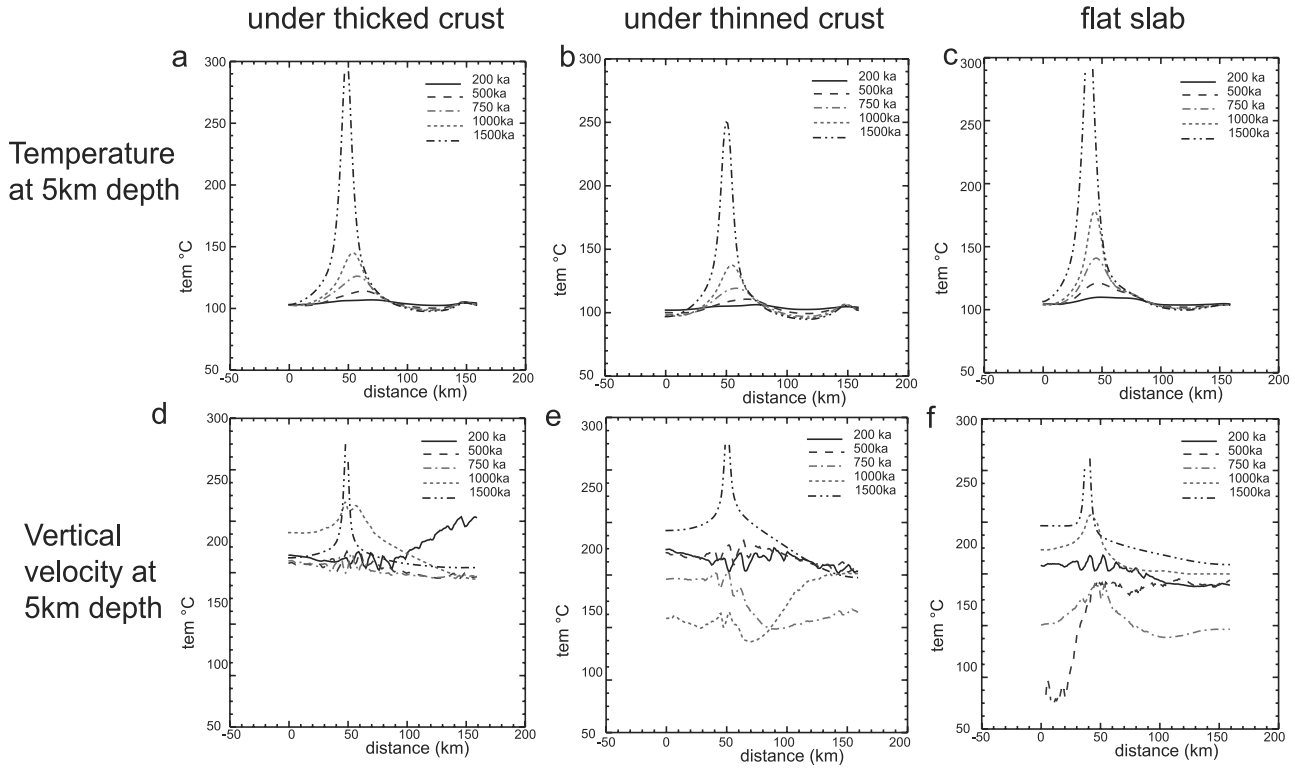 under thicked crust
under thinned crust
flat slab
Temperature
at 5km depth
a
300
250
200
150
100
50
tem °C
200 ka
500ka
750 ka
1000ka
1500ka
-50 0 50 100 150 200
distance (km)
b
300
250
200
150
100
50
tem °C
200 ka
500ka
750 ka
1000ka
1500ka
-50 0 50 100 150 200
distance (km)
c
300
250
200
150
100
50
tem °C
200 ka
500ka
750 ka
1000ka
1500ka
-50 0 50 100 150 200
distance (km)
Vertical
velocity at
5km depth
d
300
250
200
150
100
50
tem °C
200 ka
500ka
750 ka
1000ka
1500ka
-50 0 50 100 150 200
distance (km)
e
300
250
200
150
100
50
tem °C
200 ka
500ka
750 ka
1000ka
1500ka
-50 0 50 100 150 200
distance (km)
f
300
250
200
150
100
50
tem °C
200 ka
500ka
750 ka
1000ka
1500ka
-50 0 50 100 150 200
distance (km)